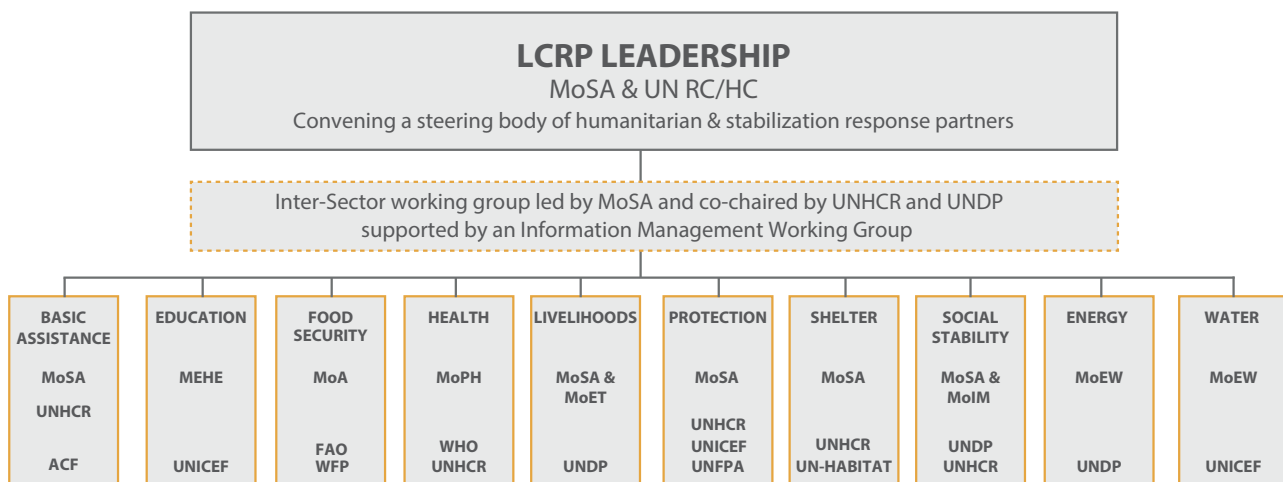 LCRP LEADERSHIP
MoSA & UN RC/HC
Convening a steering body of humanitarian & stabilization response partners
Inter-Sector working group led by MoSA and co-chaired by UNHCR and UNDP
supported by an Information Management Working Group
BASIC
ASSISTANCE
MoSA
UNHCR
ACF
EDUCATION
MEHE
UNICEF
FOOD
SECURITY
MoA
FAO
WFP
HEALTH
MoPH
WHO
UNHCR
LIVELIHOODS
MoSA &
MoET
UNDP
PROTECTION
MoSA
UNHCR
UNICEF
UNFPA
SHELTER
MoSA
UNHCR
UN-HABITAT
SOCIAL
STABILITY
MoSA &
MoIM
UNDP
UNHCR
ENERGY
MoEW
UNDP
WATER
MoEW
UNICEF